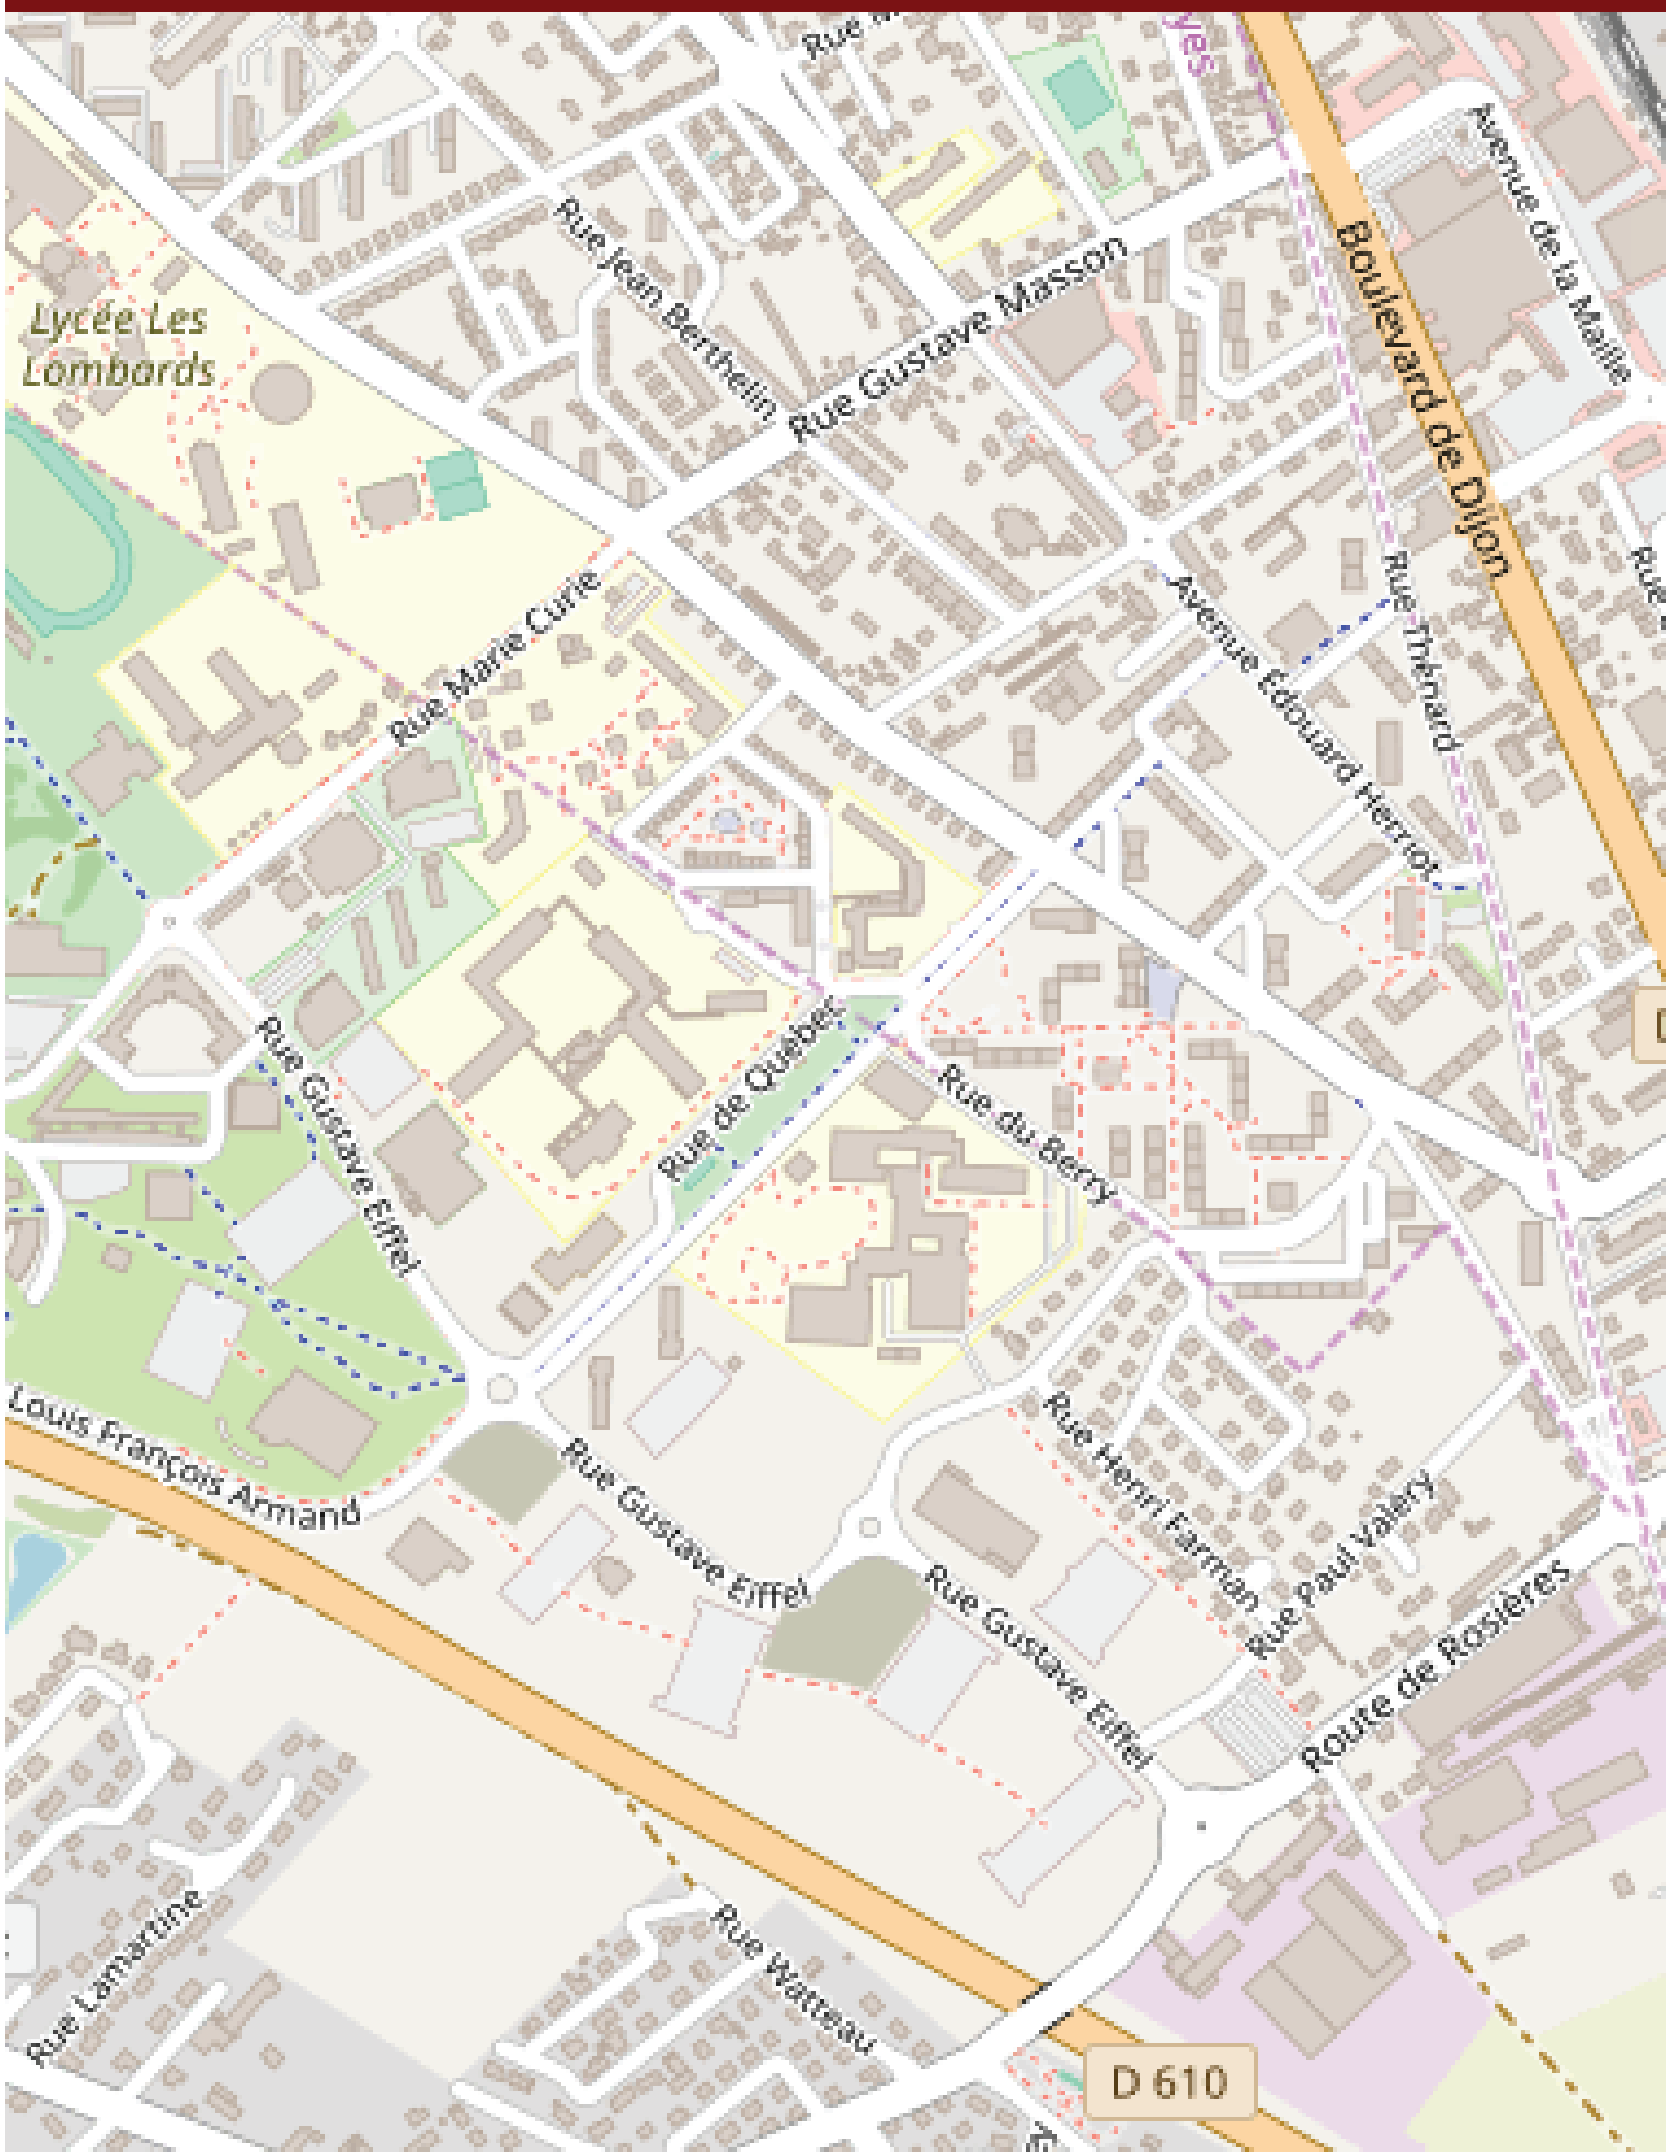 yes
Avenue de la Maille
Rue Jean Berthelin
Boulevard de Dijon
Rue Gustave Masson
Lycée Les
Lombards
Rue
Rue Marie Curie
Rue Thénard
Avenue Édouard Herriot
Rue de Québec
Rue Gustave Eiffel
Rue du Berry
Louis François Armand
Rue Henri Farman
Rue Gustave Eiffel
Rue Paul Valéry
Rue Gustave Eiffel
Route de Rosières
Rue Lamartine
Rue Watteau
D 610